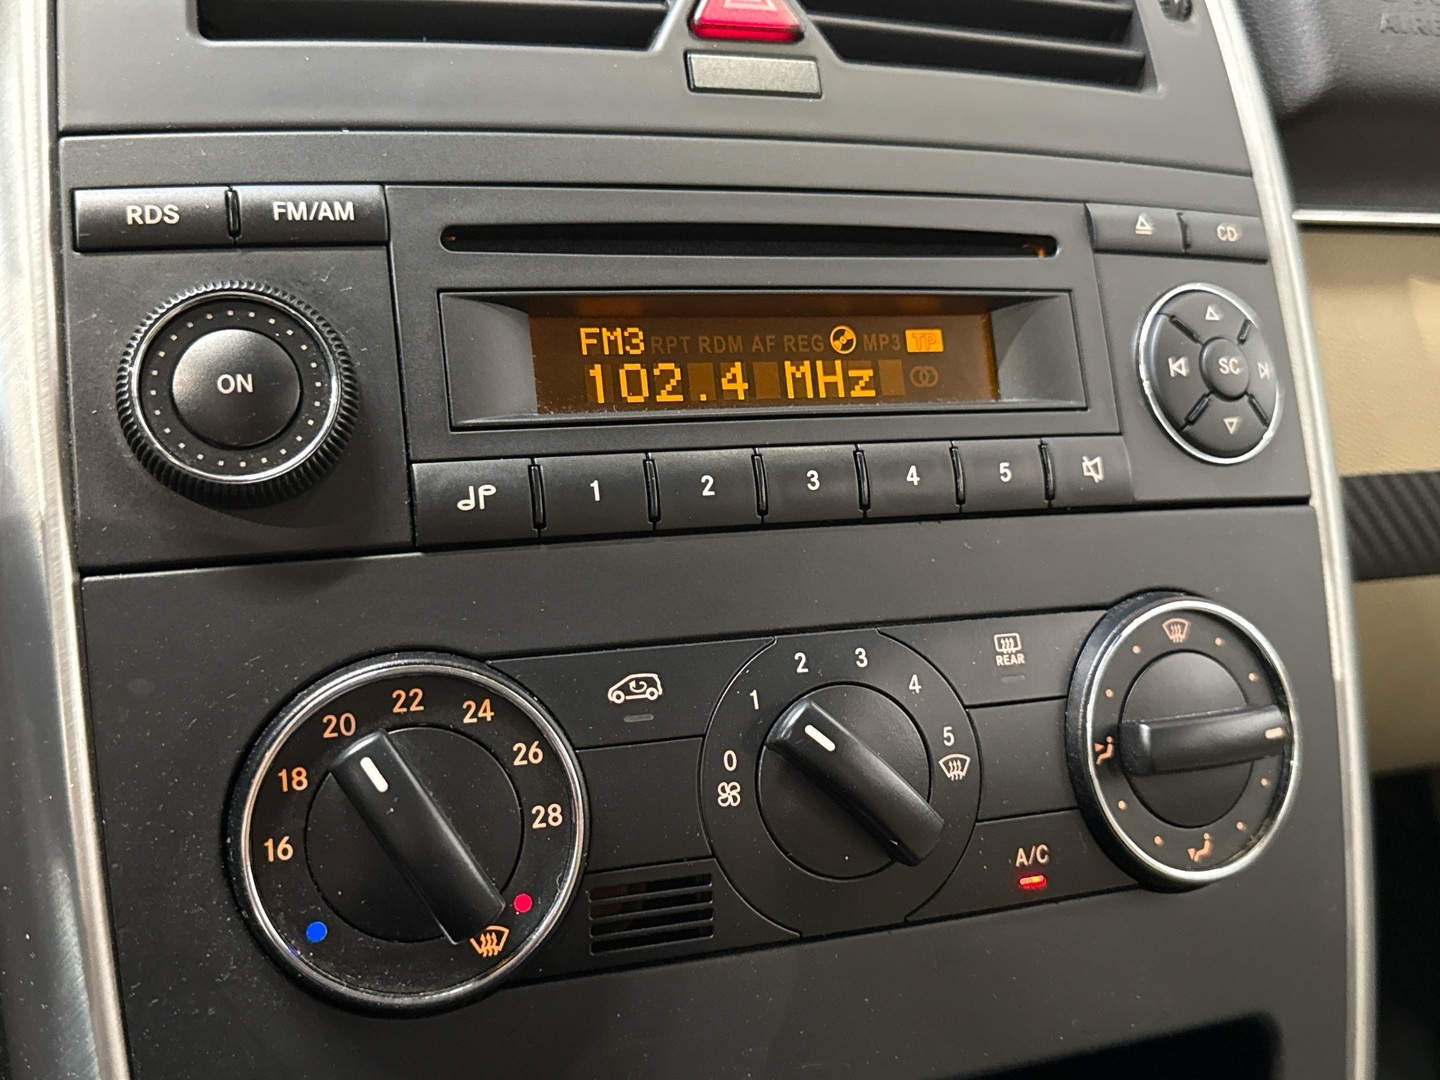 RDS
FM/AM
CD
ON
FM3 RPT RDM AF REG MP3 TP
102.4 MHz
SC
1 2 3 4 5
16 18 20 22 24 26 28
0 1 2 3 4 5
REAR
A/C